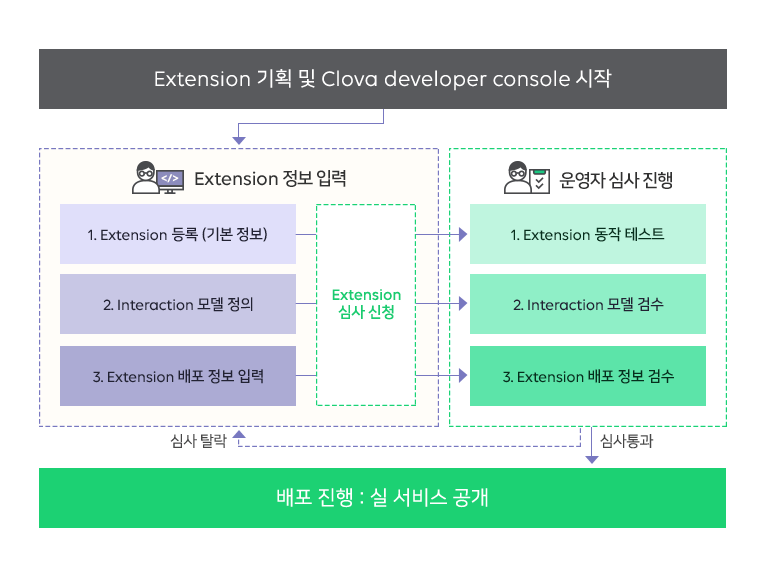 Extension 기획 및 Clova developer console 시작
</>
Extension 정보 입력
1. Extension 등록 (기본 정보)
2. Interaction 모델 정의
3. Extension 배포 정보 입력
Extension
심사 신청
운영자 심사 진행
1. Extension 동작 테스트
2. Interaction 모델 검수
3. Extension 배포 정보 검수
심사 탈락
심사통과
배포 진행 : 실 서비스 공개